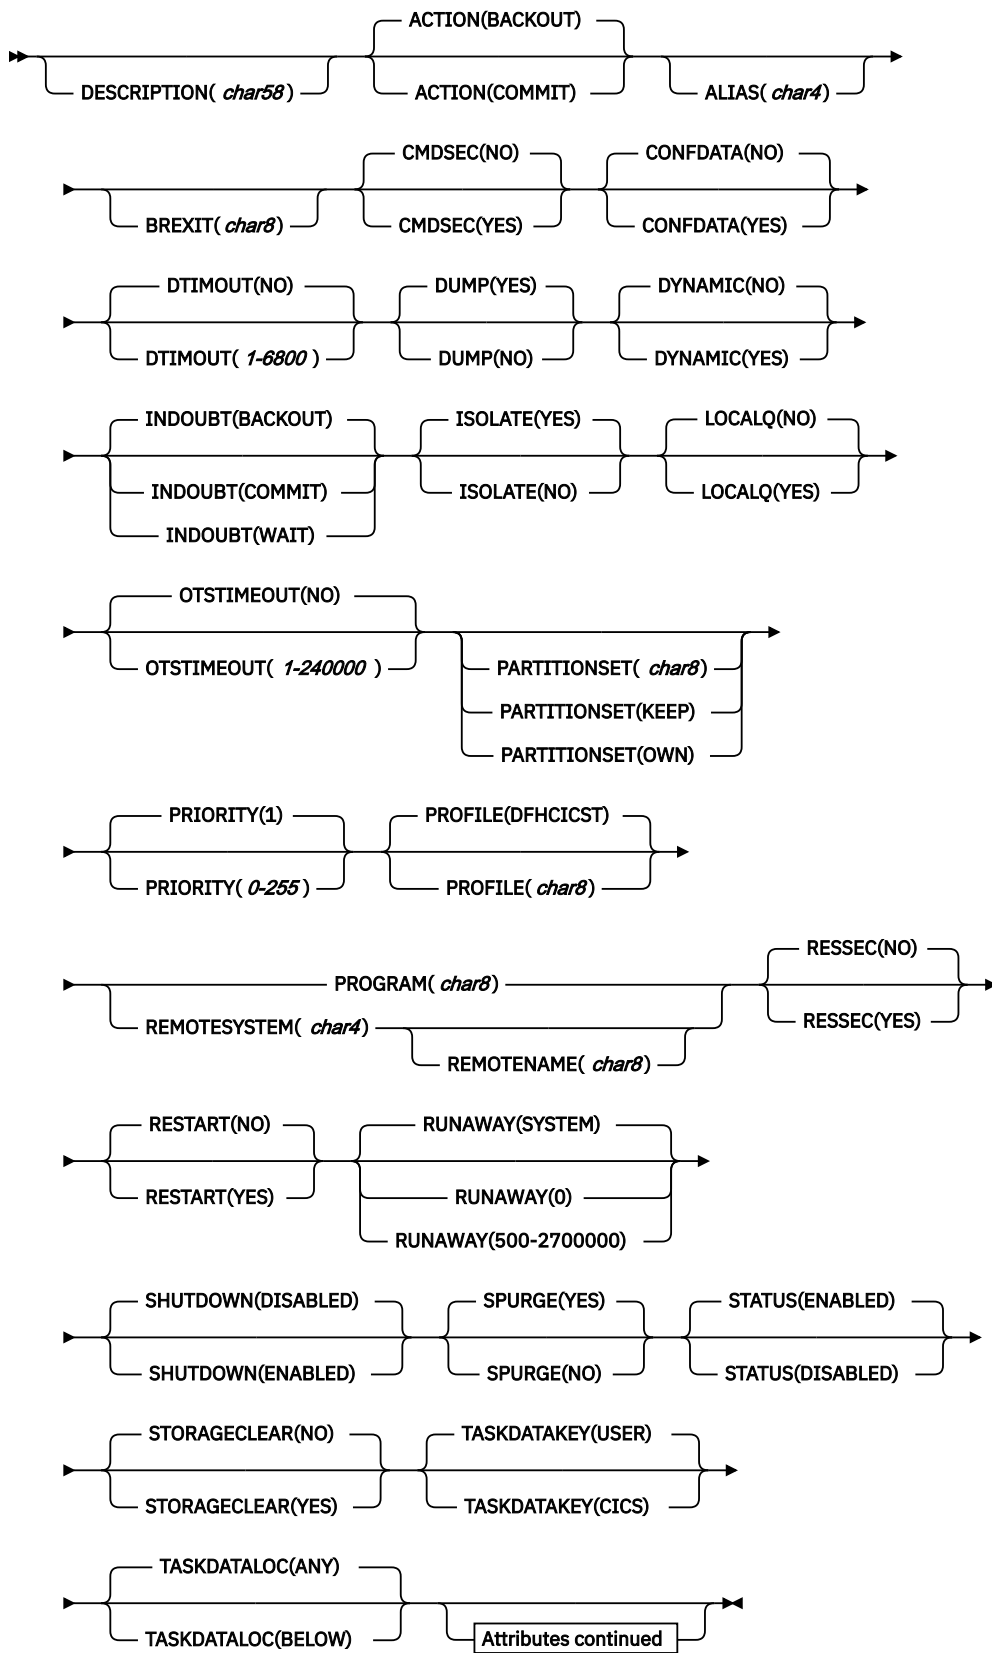 ACTION(BACKOUT)
DESCRIPTION( char58 ) ACTION(COMMIT) ALIAS( char4 )
CMDSEC(NO) CONFDATA(NO)
BREXIT( char8 ) CMDSEC(YES) CONFDATA(YES)
DTIMOUT(NO) DUMP(YES) DYNAMIC(NO)
DTIMOUT( 1-6800 ) DUMP(NO) DYNAMIC(YES)
INDOUBT(BACKOUT) ISOLATE(YES) LOCALQ(NO)
INDOUBT(COMMIT) ISOLATE(NO) LOCALQ(YES)
INDOUBT(WAIT)
OTSTIMEOUT(NO)
OTSTIMEOUT( 1-240000 ) PARTITIONSET( char8 )
PARTITIONSET(KEEP)
PARTITIONSET(OWN)
PRIORITY(1) PROFILE(DFHCICST)
PRIORITY( 0-255 ) PROFILE( char8 )
RESSEC(NO)
PROGRAM( char8 )
REMOTESYSTEM( char4 ) RESSEC(YES)
REMOTENAME( char8 )
RESTART(NO) RUNAWAY(SYSTEM)
RESTART(YES) RUNAWAY(0)
RUNAWAY(500-2700000)
SHUTDOWN(DISABLED) SPURGE(YES) STATUS(ENABLED)
SHUTDOWN(ENABLED) SPURGE(NO) STATUS(DISABLED)
STORAGECLEAR(NO) TASKDATAKEY(USER)
STORAGECLEAR(YES) TASKDATAKEY(CICS)
TASKDATALOC(ANY)
TASKDATALOC(BELOW) Attributes continued